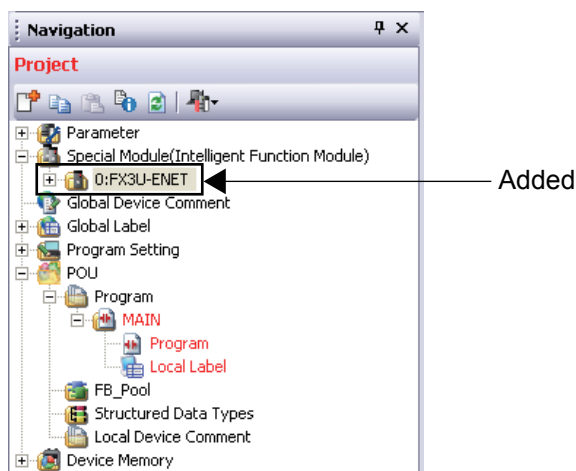 Navigation
Project
Parameter
Special Module(Intelligent Function Module)
0:FX3U-ENET
Added
Global Device Comment
Global Label
Program Setting
POU
Program
MAIN
Program
Local Label
FB_Pool
Structured Data Types
Local Device Comment
Device Memory